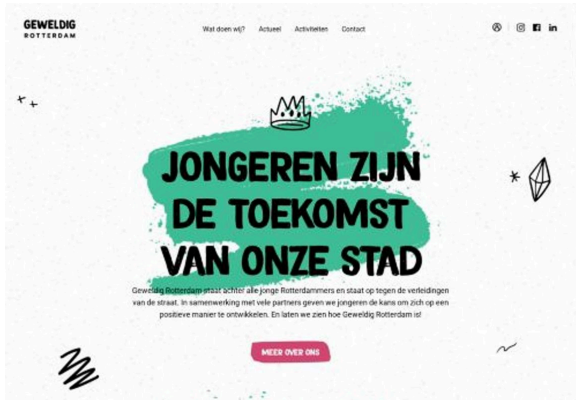 GEWELDIG
ROTTERDAM
Wat doen wij? Actueel Activiteiten Contact
JONGEREN ZIJN
DE TOEKOMST
VAN ONZE STAD
Geweldig Rotterdam staat achter alle jonge Rotterdammers en staat op tegen de verleidingen
van de straat. In samenwerking met vele partners geven we jongeren de kans om zich op een
positieve manier te ontwikkelen. En laten we zien hoe Geweldig Rotterdam is!
MEER OVER ONS